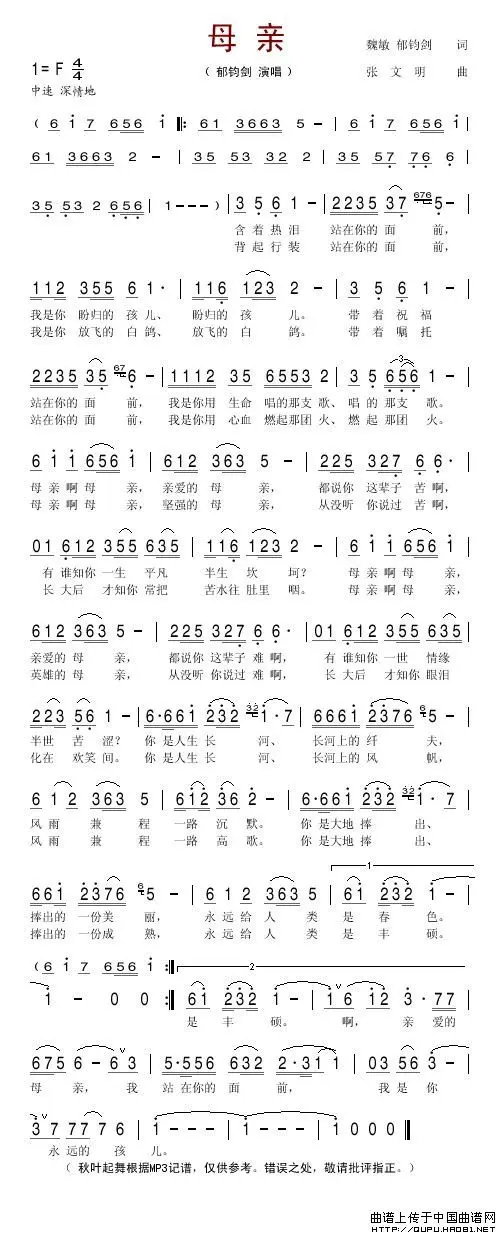 母 亲
魏敏 郁钧剑 词
1= F 4/4
（ 郁钧剑 演唱 ）
张 文 明 曲
中速 深情地
（ 6 i 7 656 i ‖: 61 3663 5 - | 6 i 7 656 i
61 3663 2 - | 35 53 32 2 | 35 57 76 6 |
35 53 2 656 | 1 - - - ）| 3 5 6 1 - | 2235 37 676 5 - |
含 着 热 泪 站在你的 面 前，
背 起 行 装 站在你的 面 前，
112 355 6 1· | 116 123 2 - | 3 5 6 1 - |
我是你 盼归的 孩 儿、 盼归的 孩 儿。 带 着 祝 福
我是你 放飞的 白 鸽、 放飞的 白 鸽。 带 着 嘱 托
2235 35 67 6 - | 1112 35 6553 2 | 3 5 656 1 - |
站在你的 面 前， 我是你用 生命 唱的那支 歌、 唱 的 那支 歌。
站在你的 面 前， 我是你用 心血 燃起那团 火、 燃 起 那团 火。
6 i i 656 i | 612 363 5 - | 225 327 6 6· |
母 亲 啊 母 亲， 亲爱的 母 亲， 都说你 这辈子 苦 啊，
母 亲 啊 母 亲， 坚强的 母 亲， 从没听 你说过 苦 啊，
01 612 355 635 | 116 123 2 - | 6 i i 656 i |
有 谁知你 一生 平凡 半生 坎 坷？ 母 亲 啊 母 亲，
长 大后 才知你 常把 苦水往 肚里 咽。 母 亲 啊 母 亲，
612 363 5 - | 225 327 6 6· | 01 612 355 635 |
亲爱的 母 亲， 都说你 这辈子 难 啊， 有 谁知你 一世 情缘
英雄的 母 亲， 从没听 你说过 难 啊， 长 大后 才知你 眼泪
223 56 1 - | 6·661 232 32 i· 7 | 6661 2376 6 5 - |
半世 苦 涩？ 你 是人生 长 河、 长河上的 纤 夫，
化在 欢笑 间。 你 是人生 长 河、 长河上的 风 帆，
6 1 2 363 5 | 612 36 2 - | 6·661 232 32 i· 7 |
风 雨 兼 程 一路 沉 默。 你 是大地 捧 出、
风 雨 兼 程 一路 高 歌。 你 是大地 捧 出、
661 2376 6 5 - | 6 1 2 363 5 | 61 232 i - |
1
捧出的 一份美 丽， 永 远 给 人 类 是 春 色。
捧出的 一份成 熟， 永 远 给 人 类 是 丰 硕。
（ 6 i 7 656 i :‖
2
i - 0 0 :‖ 61 232 i - | 1 6 12 3· 77 |
是 丰 硕。 啊， 亲 爱的
675 6 - 6 3 | 5·556 632 2·31 1 | 03 56 3 |
母 亲， 我 站 在你的 面 前， 我 是 你
3 7 77 7 6 | i - - - | i - - - | 1 0 0 0 ‖
永 远的 孩 儿。
（ 秋叶起舞根据MP3记谱，仅供参考。错误之处，敬请批评指正。）
曲谱上传于中国曲谱网
http://QUPU.HAO81.NET